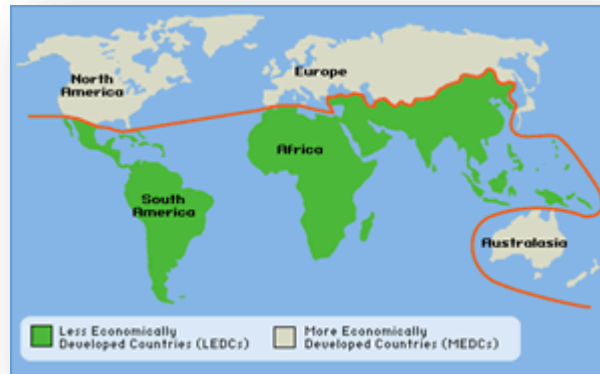 North
America
Europe
Africa
South
America
Australasia
Less Economically
Developed Countries (LEDCs)
More Economically
Developed Countries (MEDCs)